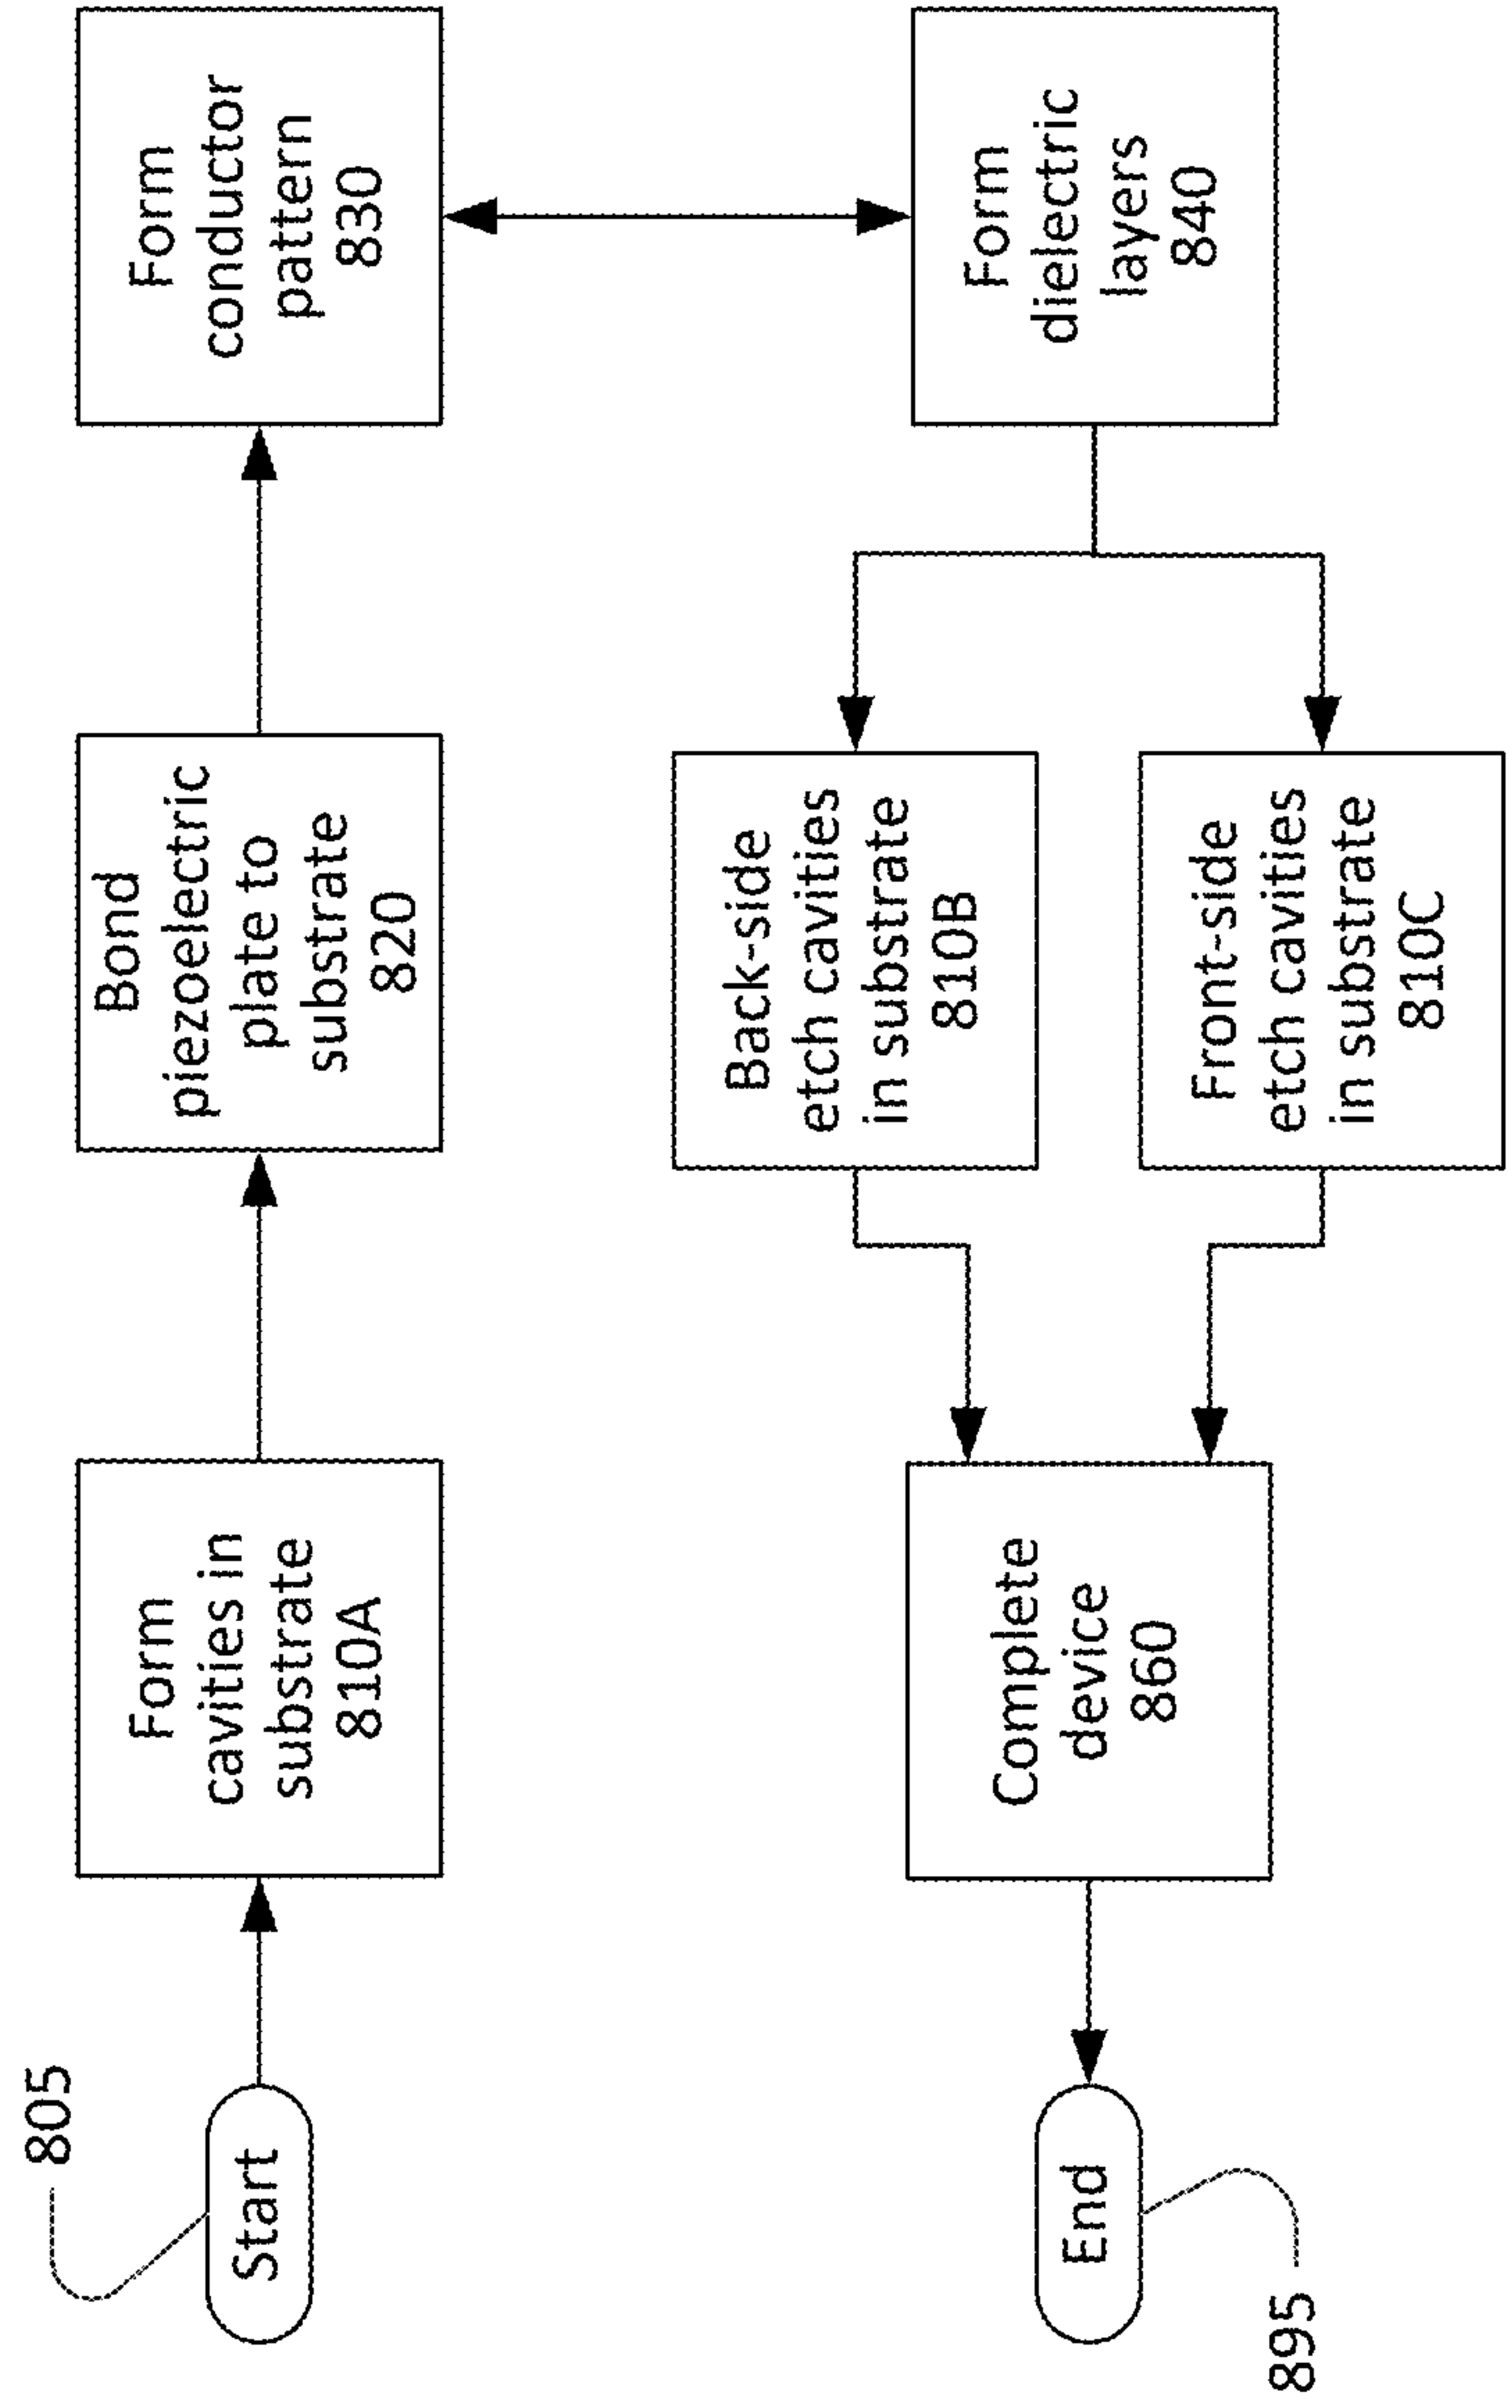 805
Start
Form
cavities in
substrate
810A
Bond
piezoelectric
plate to
substrate
820
Form
conductor
pattern
830
Form
dielectric
layers
840
Back-side
etch cavities
in substrate
810B
Front-side
etch cavities
in substrate
810C
Complete
device
860
End
895